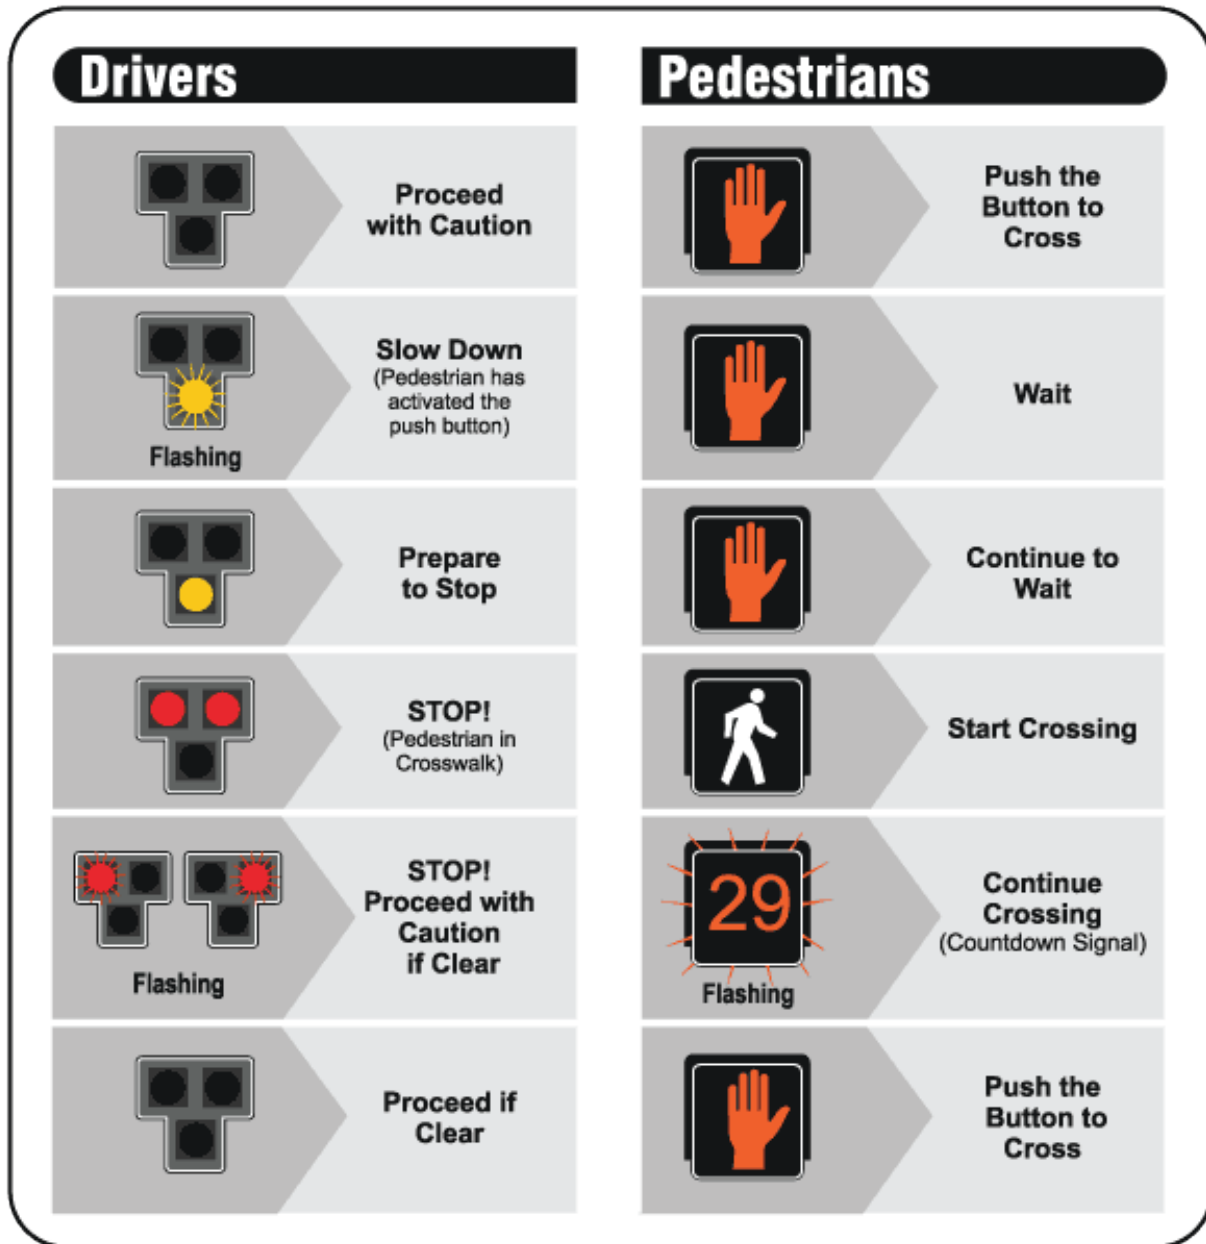 Drivers
Pedestrians
Proceed
with Caution
Push the
Button to
Cross
Slow Down
(Pedestrian has
activated the
push button)
Flashing
Wait
Prepare
to Stop
Continue to
Wait
STOP!
(Pedestrian in
Crosswalk)
Start Crossing
STOP!
Proceed with
Caution
if Clear
Flashing
29
Flashing
Continue
Crossing
(Countdown Signal)
Proceed if
Clear
Push the
Button to
Cross